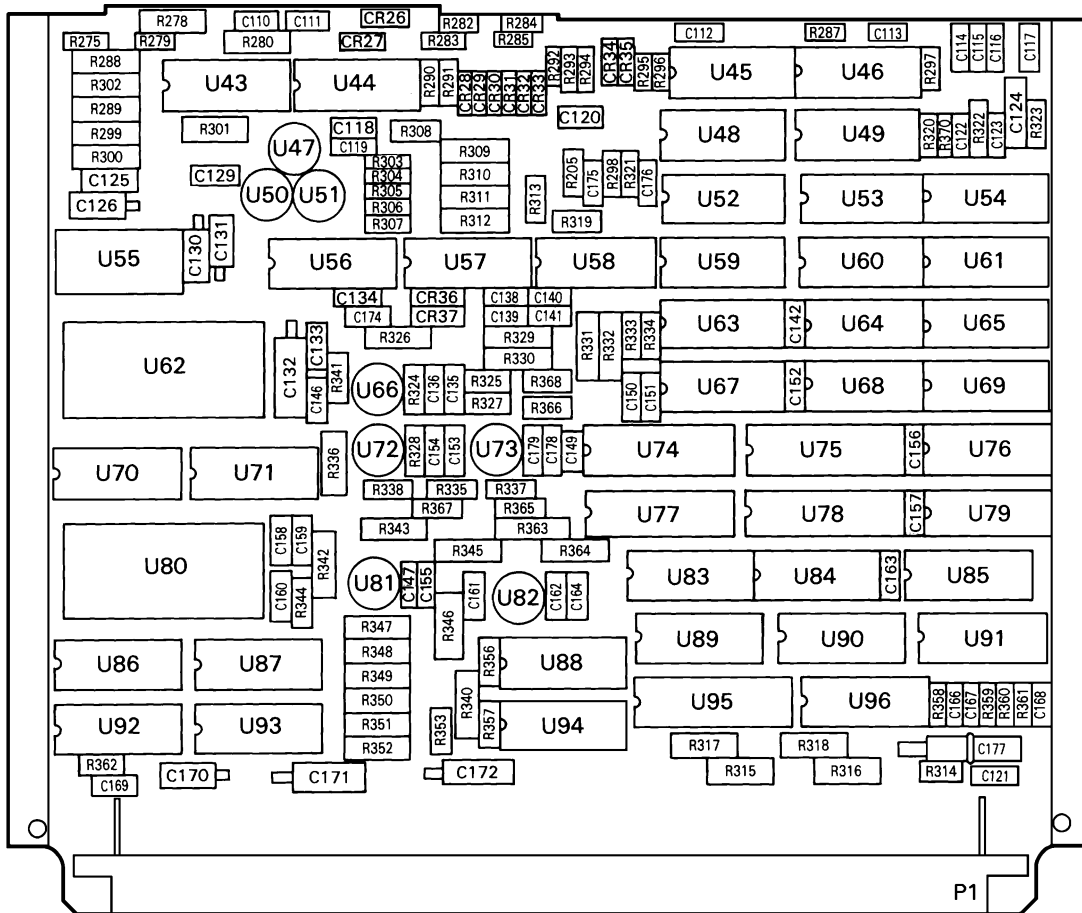 R278 C110 C111 CR26 R282 R284
R275 R279 R280 CR27 R283 R285 C112 R287 C113 C114 C115 C116 C117
R288
R302
R289
R299
R300
C125
C126
U43 U44 R290 R291 CR28 CR29 CR30 CR31 CR32 CR33 R292 R293 R294 CR34 CR35 R295 R296 U45 U46 R297
R301 C118 C119 R308 C120 U48 U49 R320 R370 C122 R322 C123 C124 R323
U47
C129 U50 U51
R303
R304
R305
R306
R307
R309
R310
R311
R312
R313 R205 C175 R298 R321 C176
R319
U52 U53 U54
U55 C130 C131 U56 U57 U58 U59 U60 U61
C134 CR36 C138 C140
C174 CR37 C139 C141
R326 R329
R330
U62 C132 C133 C146 R341 R331 R332 R333 R334 U63 C142 U64 U65
U66 R324 C136 C135 R325 R368
R327 R366
C150 C151 U67 C152 U68 U69
U70 U71 R336 U72 R328 C154 C153 U73 C179 C178 C149 U74 U75 C156 U76
R338 R335 R337
R367 R365
R343 R363
R345 R364
U77 U78 C157 U79
U80 C158 C159 R342 C160 R344 U81 C147 C155 R346 C161 U82 C162 C164 U83 U84 C163 U85
R347
R348
R349
R350
R351
R352
U86 U87 R340 R356 U88 U89 U90 U91
U92 U93 R353 R357 U94 U95 U96 R358 C166 C167 R359 R360 R361 C168
R362 C169 C170 C171 C172 R317 R318 C177
R315 R316 R314 C121
P1